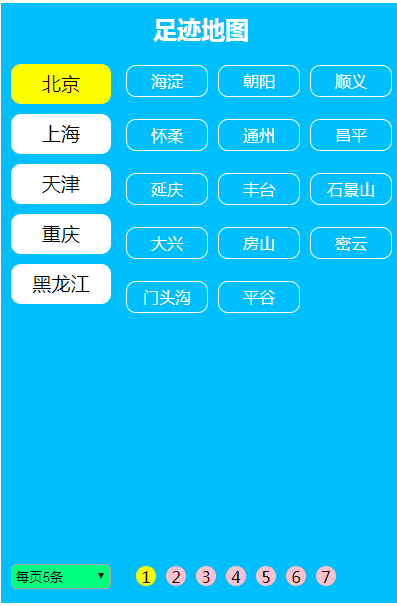 足迹地图
北京 海淀 朝阳 顺义
上海 怀柔 通州 昌平
天津 延庆 丰台 石景山
重庆 大兴 房山 密云
黑龙江 门头沟 平谷
每页5条 1 2 3 4 5 6 7